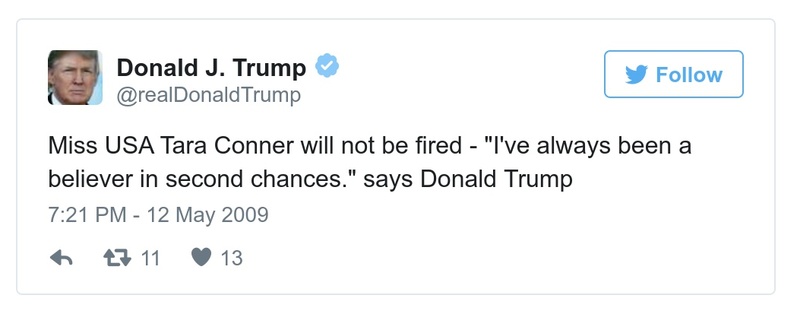 Donald J. Trump
@realDonaldTrump
Follow
Miss USA Tara Conner will not be fired - "I've always been a
believer in second chances." says Donald Trump
7:21 PM - 12 May 2009
11
13